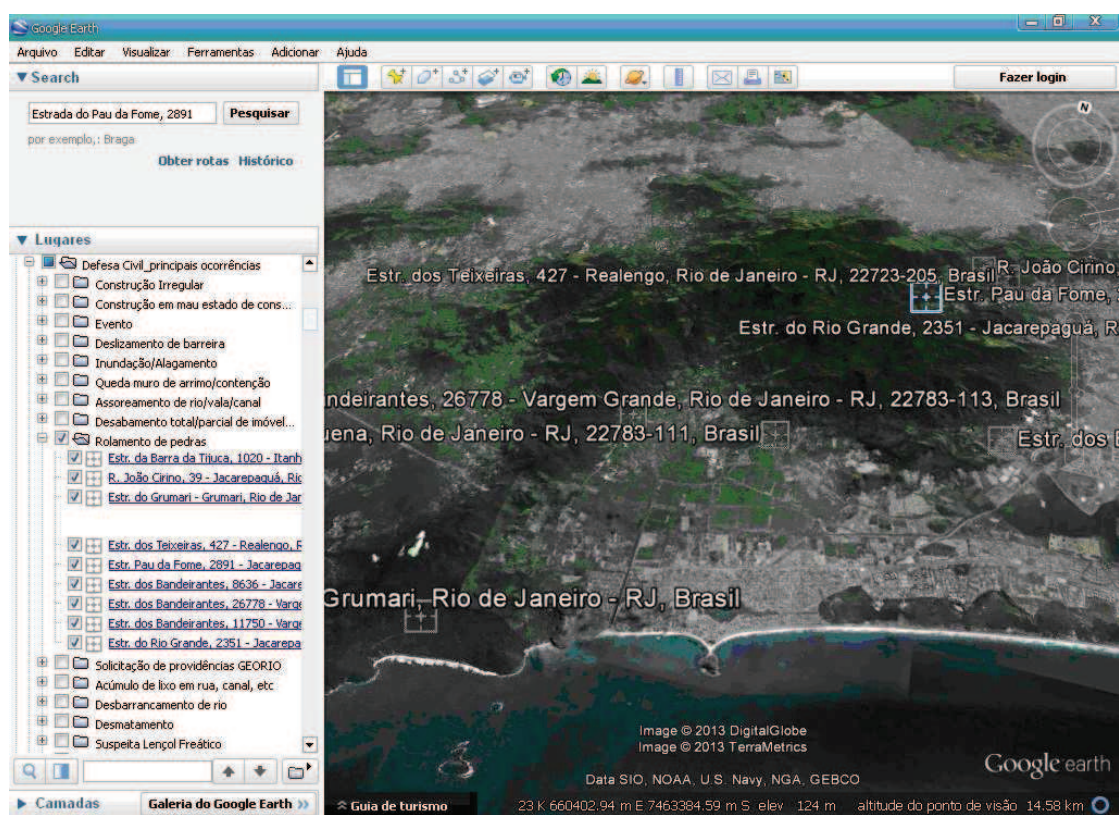 Google Earth
Arquivo Editar Visualizar Ferramentas Adicionar Ajuda
Search
Fazer login
Estrada do Pau da Fome, 2891 Pesquisar
por exemplo,: Braga
Obter rotas Histórico
Lugares
Defesa Civil_principais ocorrências
Construção Irregular
Construção em mau estado de cons...
Evento
Deslizamento de barreira
Inundação/Alagamento
Queda muro de arrimo/contenção
Assoreamento de rio/vala/canal
Desabamento total/parcial de imóvel...
Rolamento de pedras
Estr. da Barra da Tijuca, 1020 - Itanh
R. João Cirino, 39 - Jacarepaguá, Ric
Estr. do Grumari - Grumari, Rio de Jar
Estr. dos Teixeiras, 427 - Realengo, R
Estr. Pau da Fome, 2891 - Jacarepag
Estr. dos Bandeirantes, 8636 - Jacare
Estr. dos Bandeirantes, 26778 - Varge
Estr. dos Bandeirantes, 11750 - Varge
Estr. do Rio Grande, 2351 - Jacarepa
Solicitação de providências GEORIO
Acúmulo de lixo em rua, canal, etc
Desbarrancamento de rio
Desmatamento
Suspeita Lençol Freático
Camadas
Galeria do Google Earth
N
Estr. dos Teixeiras, 427 - Realengo, Rio de Janeiro - RJ, 22723-205, Brasil
R. João Cirino
Estr. Pau da Fome,
Estr. do Rio Grande, 2351 - Jacarepaguá, R
ndeirantes, 26778 - Vargem Grande, Rio de Janeiro - RJ, 22783-113, Brasil
uena, Rio de Janeiro - RJ, 22783-111, Brasil
Estr. dos
Grumari, Rio de Janeiro - RJ, Brasil
Image © 2013 DigitalGlobe
Image © 2013 TerraMetrics
Data SIO, NOAA, U.S. Navy, NGA, GEBCO
Google earth
Guia de turismo
23 K 660402.94 m E 7463384.59 m S elev 124 m altitude do ponto de visão 14.58 km